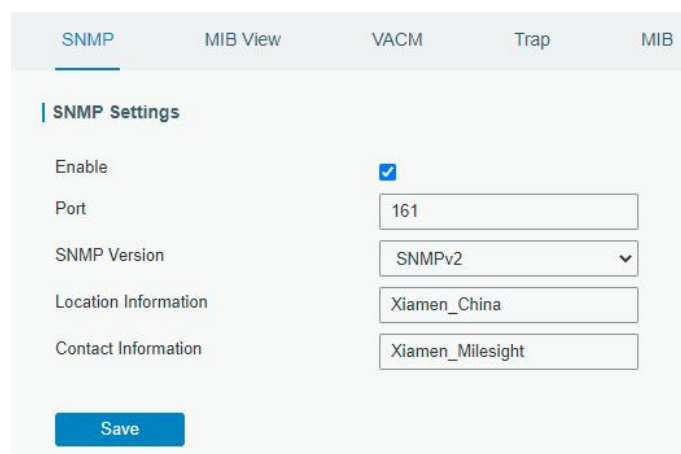 SNMP MIB View VACM Trap MIB
SNMP Settings
Enable
Port 161
SNMP Version SNMPv2
Location Information Xiamen_China
Contact Information Xiamen_Milesight
Save